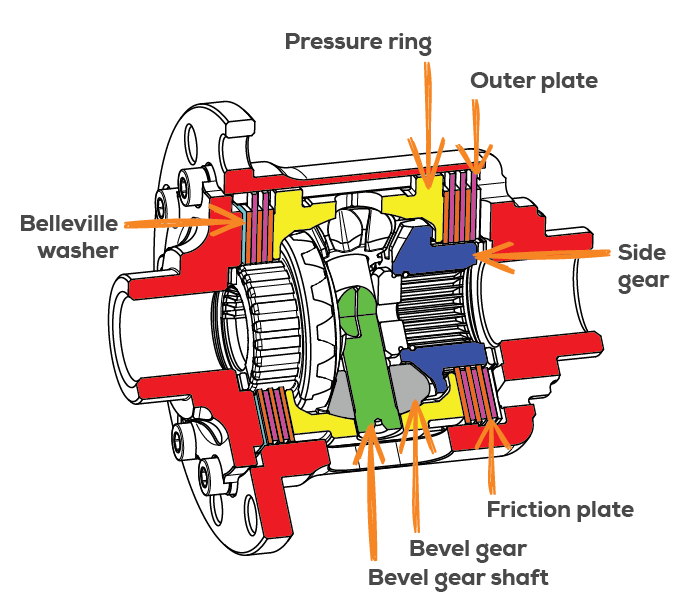 Pressure ring
Outer plate
Belleville
washer
Side
gear
Friction plate
Bevel gear
Bevel gear shaft